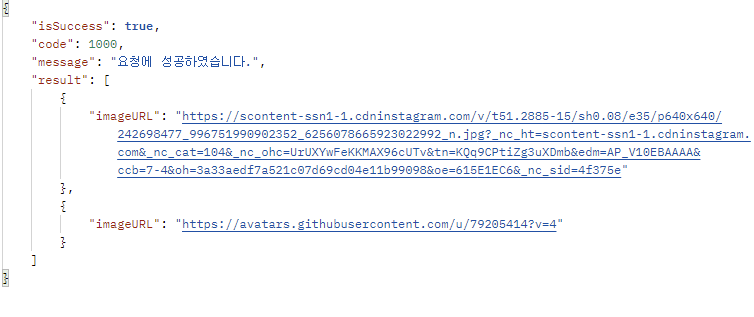 {
"isSuccess": true,
"code": 1000,
"message": "요청에 성공하였습니다.",
"result": [
{
"imageURL": "https://scontent-ssn1-1.cdninstagram.com/v/t51.2885-15/sh0.08/e35/p640x640/
242698477_996751990902352_6256078665923022992_n.jpg?_nc_ht=scontent-ssn1-1.cdninstagram.
com&_nc_cat=104&_nc_ohc=UrUXYwFeKKMAX96cUTv&tn=KQq9CPtiZg3uXDmb&edm=AP_V10EBAAAA&
ccb=7-4&oh=3a33aedf7a521c07d69cd04e11b99098&oe=615E1EC6&_nc_sid=4f375e"
},
{
"imageURL": "https://avatars.githubusercontent.com/u/79205414?v=4"
}
]
}